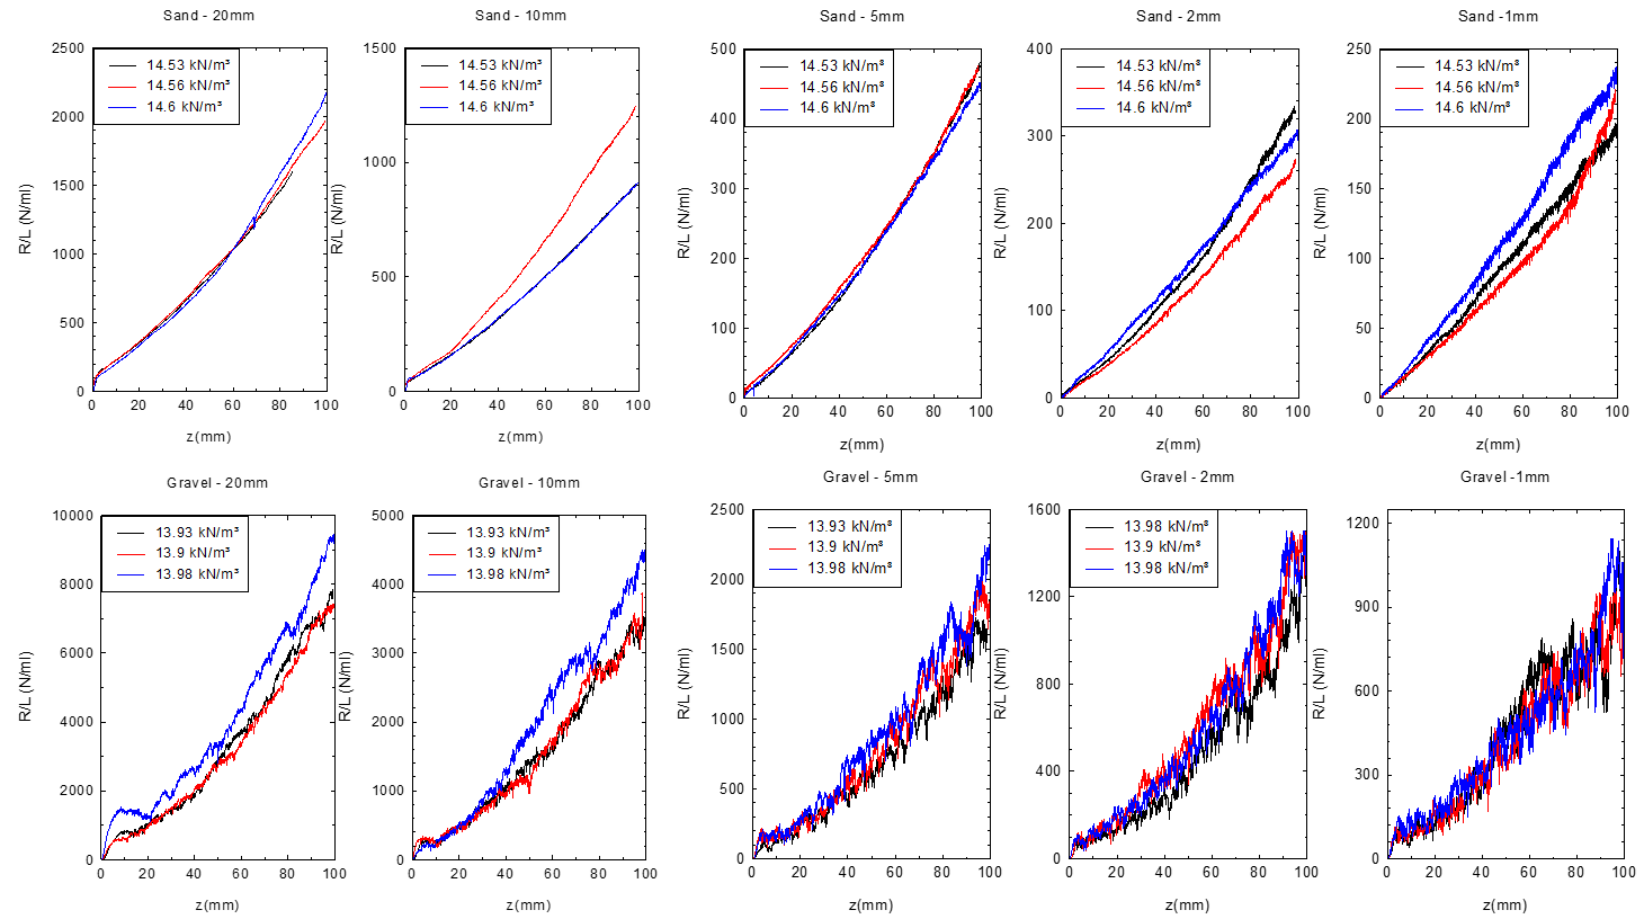 Sand - 20mm
2500
2000
1500
1000
500
0
R/L (N/ml)
14.53 kN/m³
14.56 kN/m³
14.6 kN/m³
0 20 40 60 80 100
z(mm)
Sand - 10mm
1500
1000
500
0
R/L (N/ml)
14.53 kN/m³
14.56 kN/m³
14.6 kN/m³
0 20 40 60 80 100
z(mm)
Sand - 5mm
500
400
300
200
100
0
R/L (N/ml)
14.53 kN/m³
14.56 kN/m³
14.6 kN/m³
0 20 40 60 80 100
z(mm)
Sand - 2mm
400
300
200
100
0
R/L (N/ml)
14.53 kN/m³
14.56 kN/m³
14.6 kN/m³
0 20 40 60 80 100
z(mm)
Sand -1mm
250
200
150
100
50
0
R/L (N/ml)
14.53 kN/m³
14.56 kN/m³
14.6 kN/m³
0 20 40 60 80 100
z(mm)
Gravel - 20mm
10000
8000
6000
4000
2000
0
R/L (N/ml)
13.93 kN/m³
13.9 kN/m³
13.98 kN/m³
0 20 40 60 80 100
z(mm)
Gravel - 10mm
5000
4000
3000
2000
1000
0
R/L (N/ml)
13.93 kN/m³
13.9 kN/m³
13.98 kN/m³
0 20 40 60 80 100
z(mm)
Gravel - 5mm
2500
2000
1500
1000
500
0
R/L (N/ml)
13.93 kN/m³
13.9 kN/m³
13.98 kN/m³
0 20 40 60 80 100
z(mm)
Gravel - 2mm
1600
1200
800
400
0
R/L (N/ml)
13.98 kN/m³
13.9 kN/m³
13.98 kN/m³
0 20 40 60 80 100
z(mm)
Gravel -1mm
1200
900
600
300
0
R/L (N/ml)
0 20 40 60 80 100
z(mm)